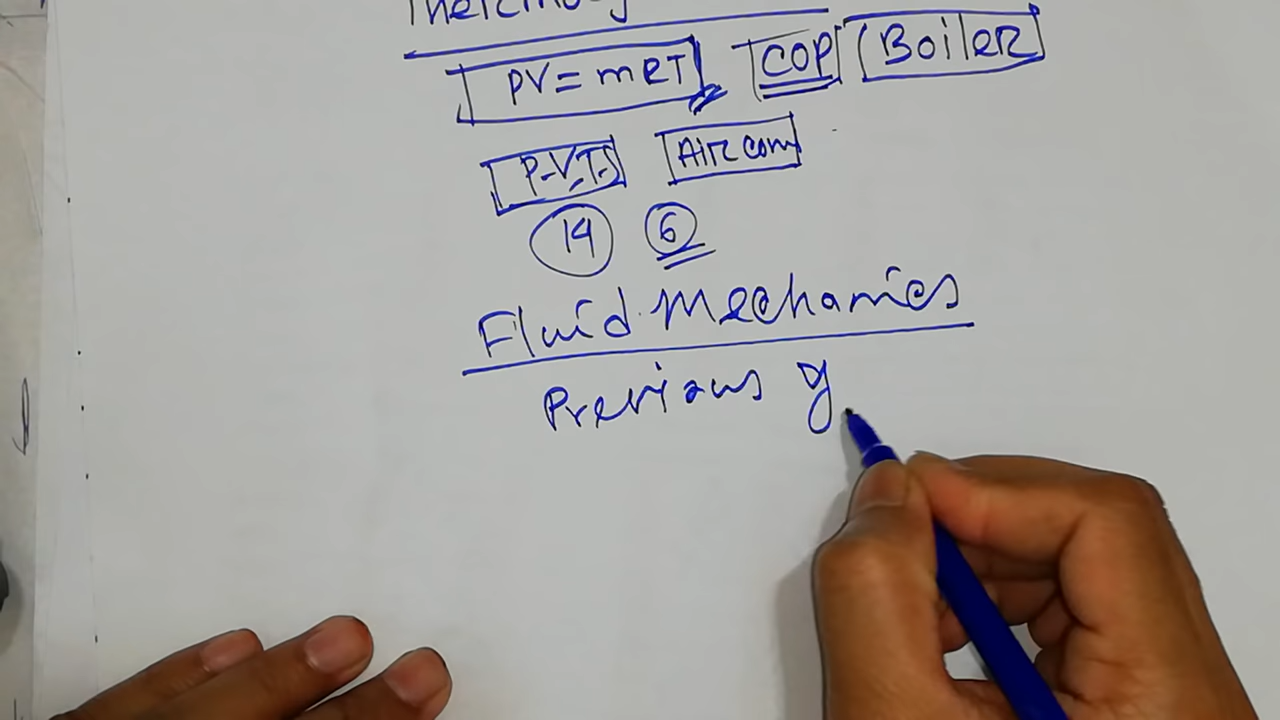 PV=mRT COP Boiler
P-V,T-S Air com
14 6
Fluid Mechanics
Previous y